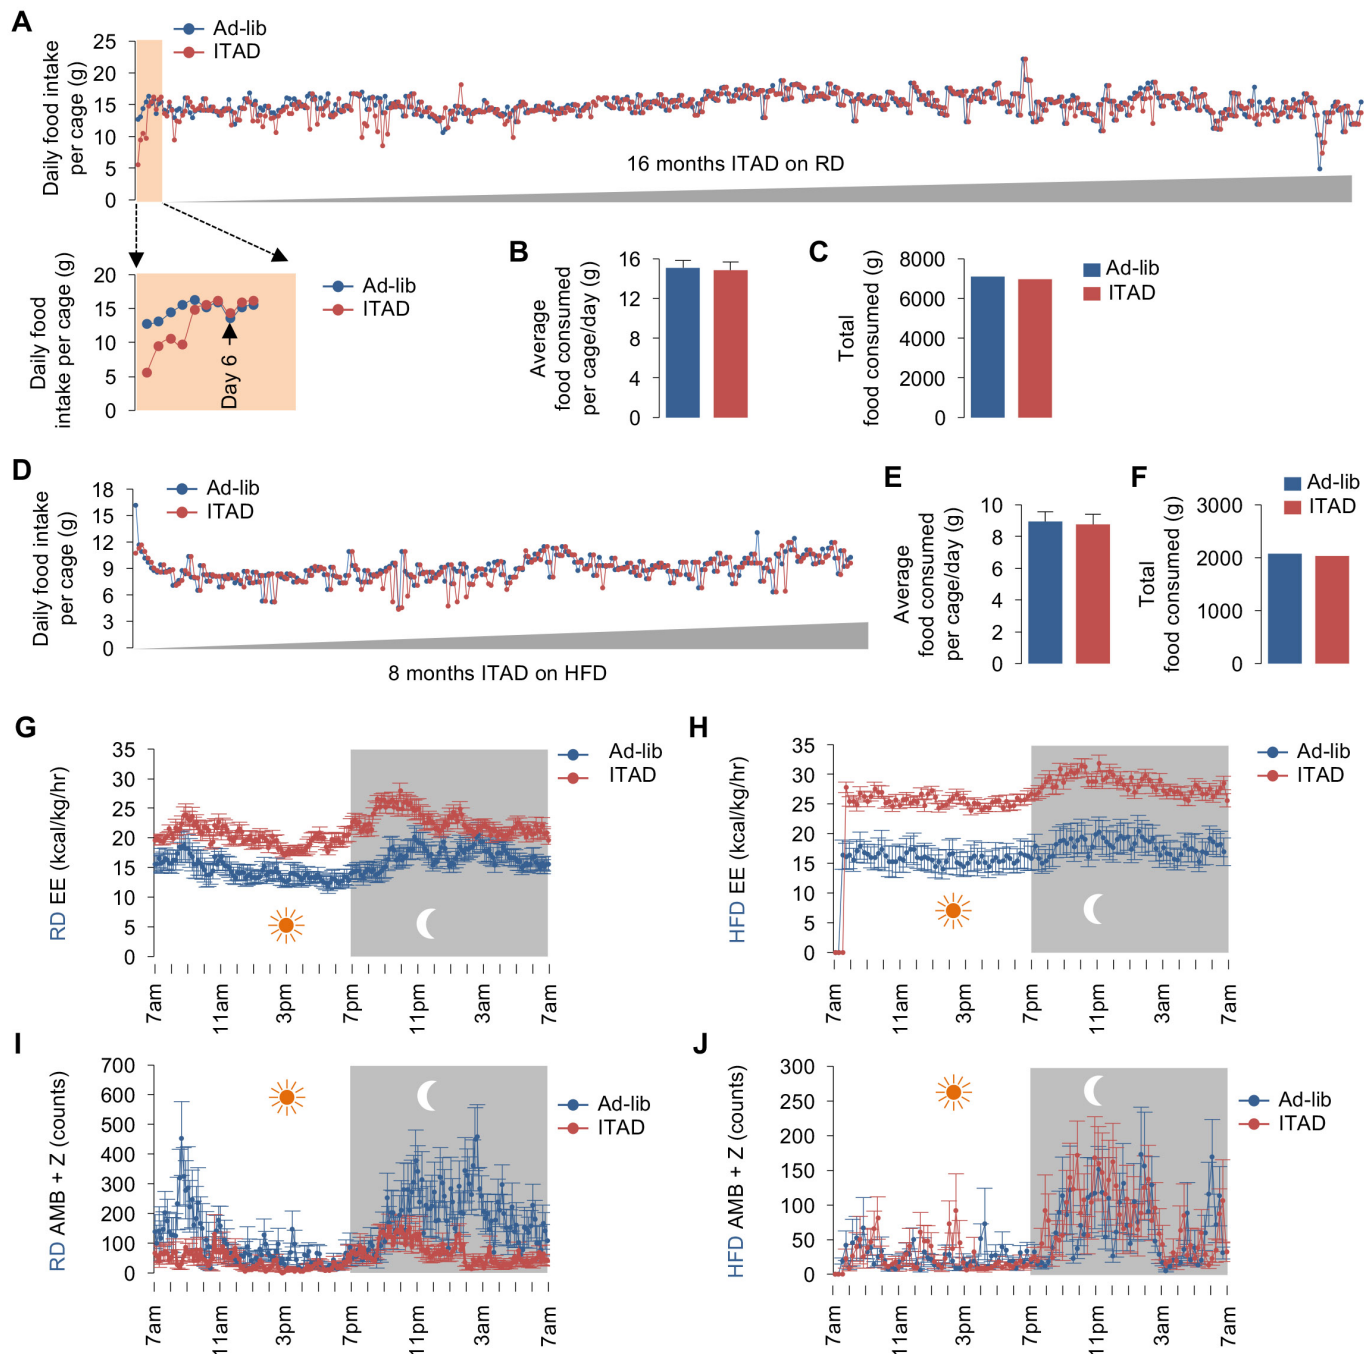 A
Ad-lib
ITAD
Daily food intake
per cage (g)
25
20
15
10
5
0
16 months ITAD on RD
Daily food
intake per cage (g)
20
15
10
5
0
Day 6
Ad-lib
ITAD
B
Average
food consumed
per cage/day (g)
16
12
8
4
0
C
Total
food consumed (g)
8000
6000
4000
2000
0
Ad-lib
ITAD
D
Ad-lib
ITAD
Daily food intake
per cage (g)
18
15
12
9
6
3
0
8 months ITAD on HFD
E
Average
food consumed
per cage/day (g)
10
8
6
4
2
0
F
Total
food consumed (g)
3000
2000
1000
0
Ad-lib
ITAD
G
RD EE (kcal/kg/hr)
35
30
25
20
15
10
5
0
7am 11am 3pm 7pm 11pm 3am 7am
Ad-lib
ITAD
H
HFD EE (kcal/kg/hr)
35
30
25
20
15
10
5
0
7am 11am 3pm 7pm 11pm 3am 7am
Ad-lib
ITAD
I
RD AMB + Z (counts)
700
600
500
400
300
200
100
0
7am 11am 3pm 7pm 11pm 3am 7am
Ad-lib
ITAD
J
HFD AMB + Z (counts)
300
250
200
150
100
50
0
7am 11am 3pm 7pm 11pm 3am 7am
Ad-lib
ITAD